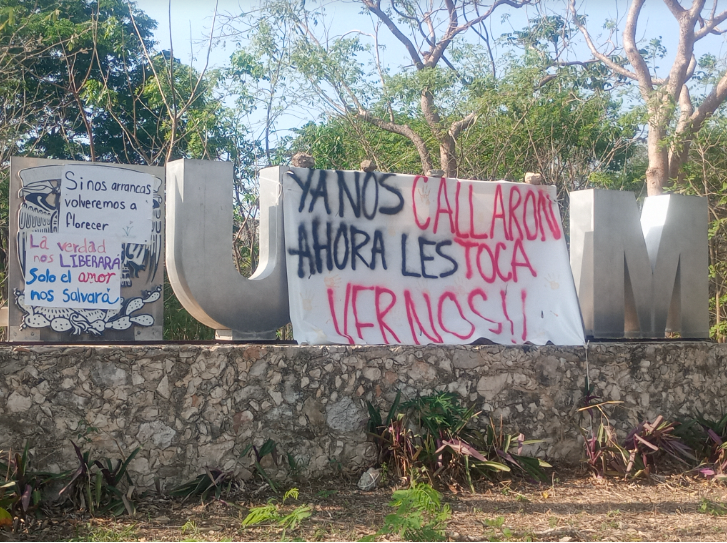 Si nos arrancas
volveremos a
florecer
La verdad
nos LIBERARÁ
Solo el amor
nos salvará
U
YA NOS CALLARON
AHORA LES TOCA
VERNOS!!
M